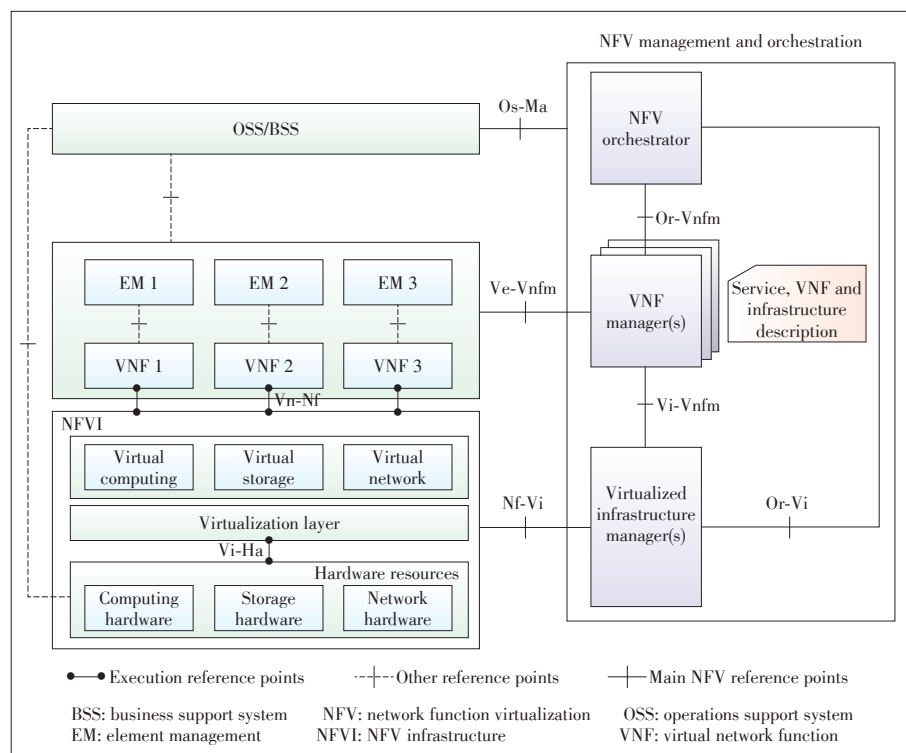 NFV management and orchestration
Os-Ma
OSS/BSS
NFV
orchestrator
Or-Vnfm
EM 1
EM 2
EM 3
Ve-Vnfm
VNF
manager(s)
Service, VNF and
infrastructure
description
VNF 1
VNF 2
VNF 3
Vn-Nf
Vi-Vnfm
NFVI
Virtual
computing
Virtual
storage
Virtual
network
Nf-Vi
Virtualized
infrastructure
manager(s)
Or-Vi
Virtualization layer
Vi-Ha
Hardware resources
Computing
hardware
Storage
hardware
Network
hardware
Execution reference points
Other reference points
Main NFV reference points
BSS: business support system
NFV: network function virtualization
OSS: operations support system
EM: element management
NFVI: NFV infrastructure
VNF: virtual network function